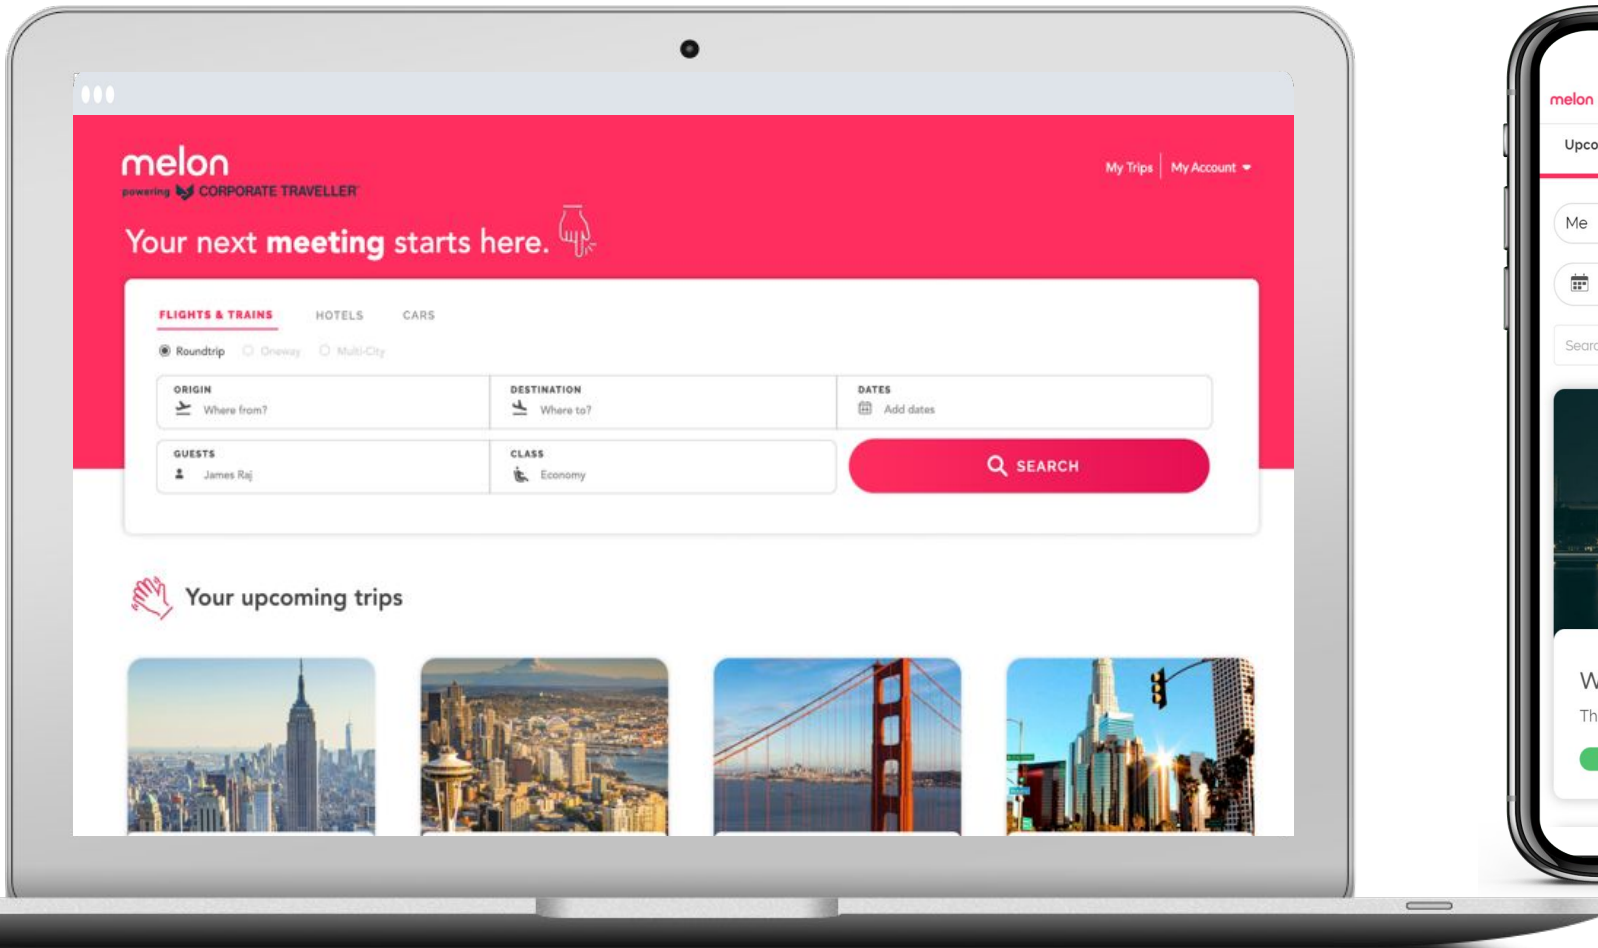 melon
powering CORPORATE TRAVELLER
My Trips
My Account
Your next meeting starts here.
FLIGHTS & TRAINS
HOTELS
CARS
Roundtrip
Oneway
Multi-City
ORIGIN
Where from?
DESTINATION
Where to?
DATES
Add dates
GUESTS
James Raj
CLASS
Economy
SEARCH
Your upcoming trips
melon
Upco
Me
Searc
W
Th